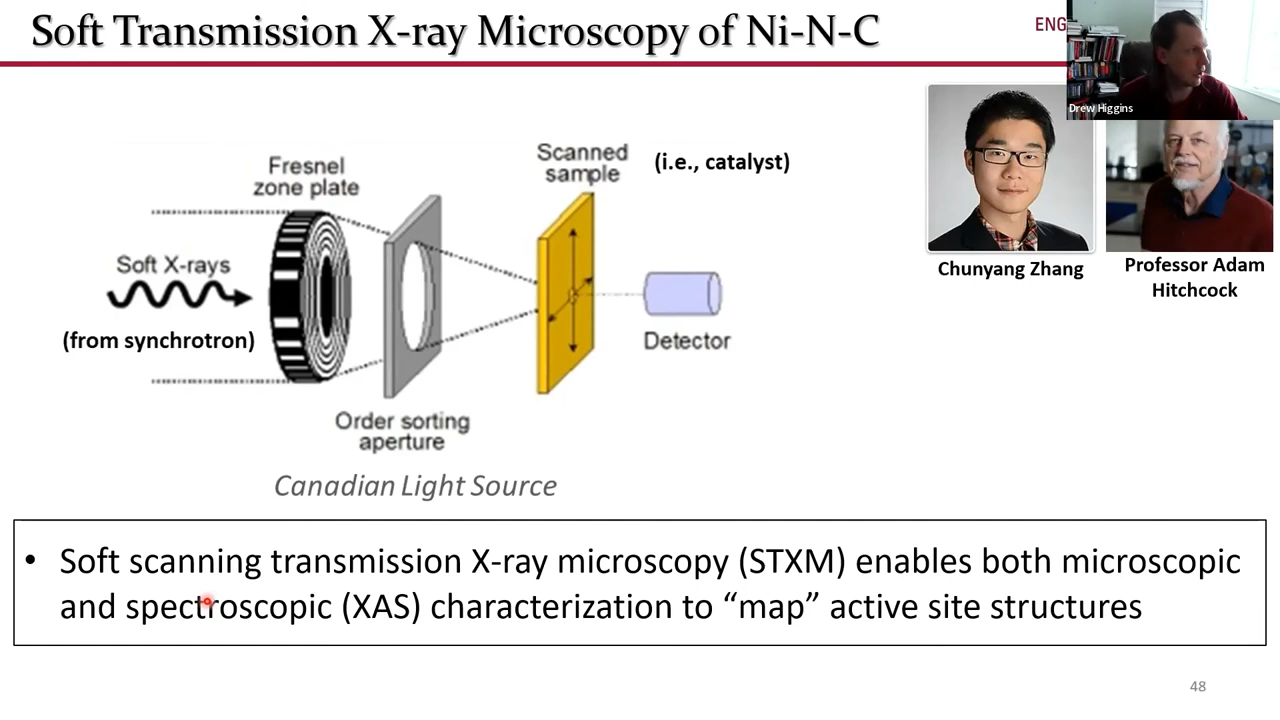 Soft Transmission X-ray Microscopy of Ni-N-C
ENG
Drew Higgins
Fresnel
zone plate
Scanned
sample
(i.e., catalyst)
Soft X-rays
(from synchrotron)
Detector
Order sorting
aperture
Canadian Light Source
Chunyang Zhang
Professor Adam
Hitchcock
• Soft scanning transmission X-ray microscopy (STXM) enables both microscopic
and spectroscopic (XAS) characterization to “map” active site structures
48